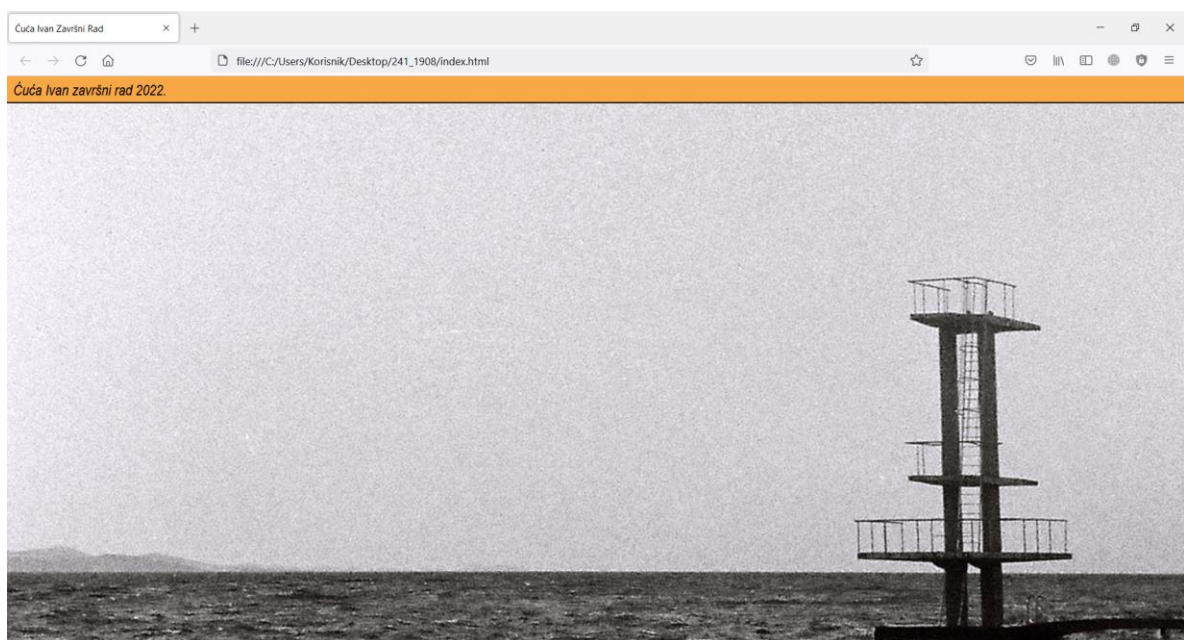 Ćuća Ivan Završni Rad
file:///C:/Users/Korisnik/Desktop/241_1908/index.html
Ćuća Ivan završni rad 2022.